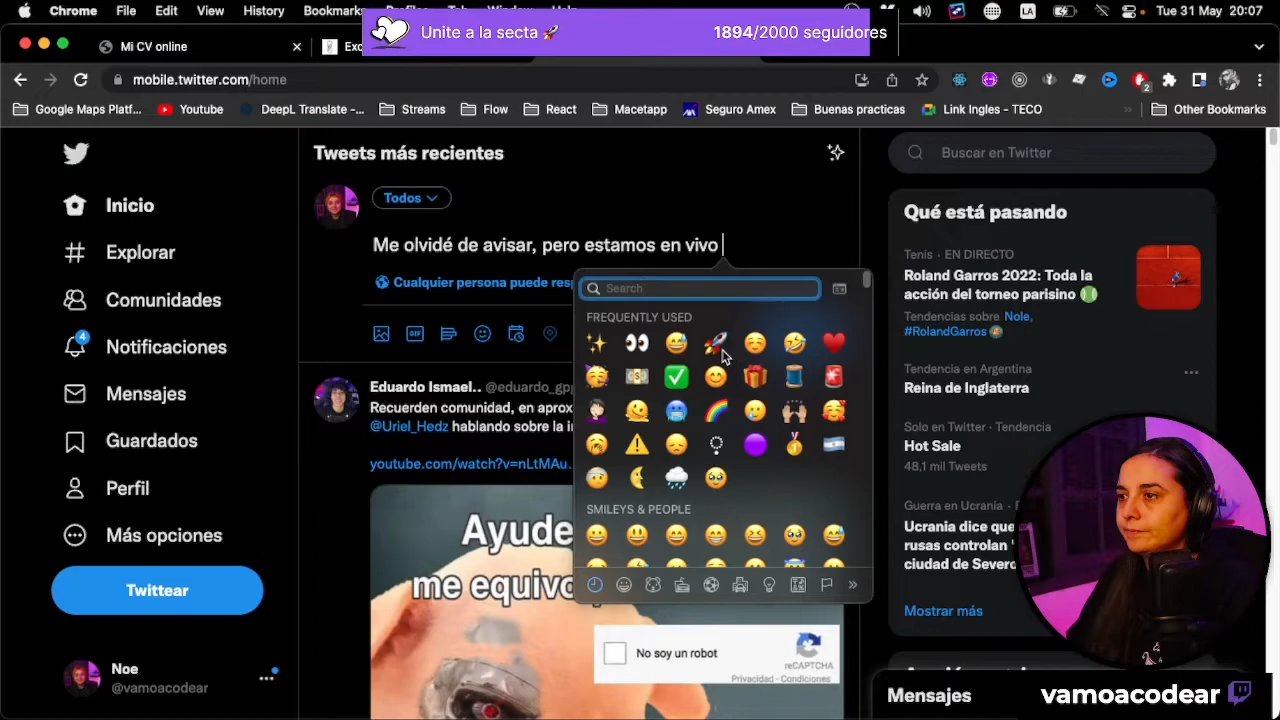 Chrome File Edit View History Bookmarks
LA
Tue 31 May 20:07
Unite a la secta 🚀
1894/2000 seguidores
Mi CV online
mobile.twitter.com/home
2
Google Maps Platf...
Youtube
DeepL Translate -...
Streams
Flow
React
Macetapp
Seguro Amex
Buenas practicas
Link Ingles - TECO
»
Other Bookmarks
Inicio
Explorar
Comunidades
4
Notificaciones
Mensajes
Guardados
Perfil
Más opciones
Twittear
Noe
@vamoacodear
Tweets más recientes
Todos
Me olvidé de avisar, pero estamos en vivo
Cualquier persona puede resp
GIF
Eduardo Ismael.. @eduardo_gp
Recuerden comunidad, en aprox
@Uriel_Hedz hablando sobre la i
youtube.com/watch?v=nLtMAu.
Ayude
me equivo
No soy un robot
reCAPTCHA
Privacidad - Condiciones
Search
FREQUENTLY USED
SMILEYS & PEOPLE
Buscar en Twitter
Qué está pasando
Tenis · EN DIRECTO
Roland Garros 2022: Toda la
acción del torneo parisino
Tendencias sobre Nole,
#RolandGarros
Tendencia en Argentina
Reina de Inglaterra
Solo en Twitter · Tendencia
Hot Sale
48,1 mil Tweets
Guerra en Ucrania
Ucrania dice que
rusas controlan
ciudad de Severo
Mostrar más
Mensajes
vamoacodear